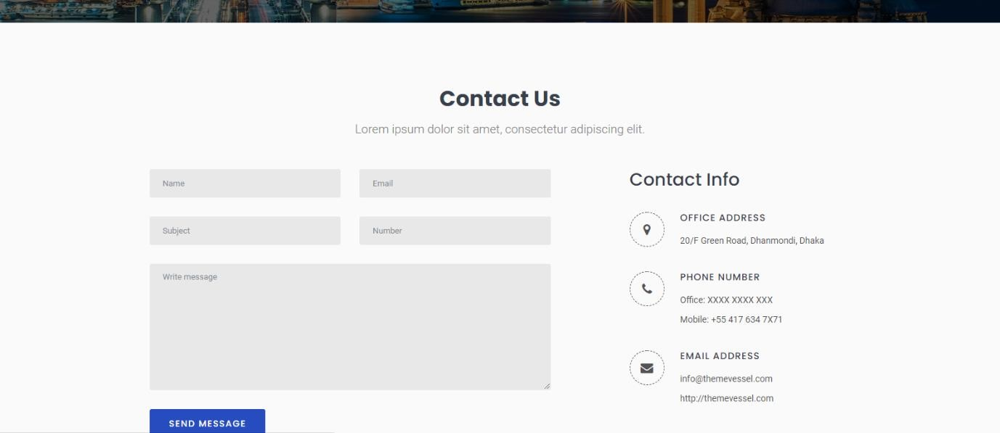 Contact Us
Lorem ipsum dolor sit amet, consectetur adipiscing elit.
Name
Email
Subject
Number
Write message
SEND MESSAGE
Contact Info
OFFICE ADDRESS
20/F Green Road, Dhanmondi, Dhaka
PHONE NUMBER
Office: XXXX XXXX XXX
Mobile: +55 417 634 7X71
EMAIL ADDRESS
info@themevessel.com
http://themevessel.com